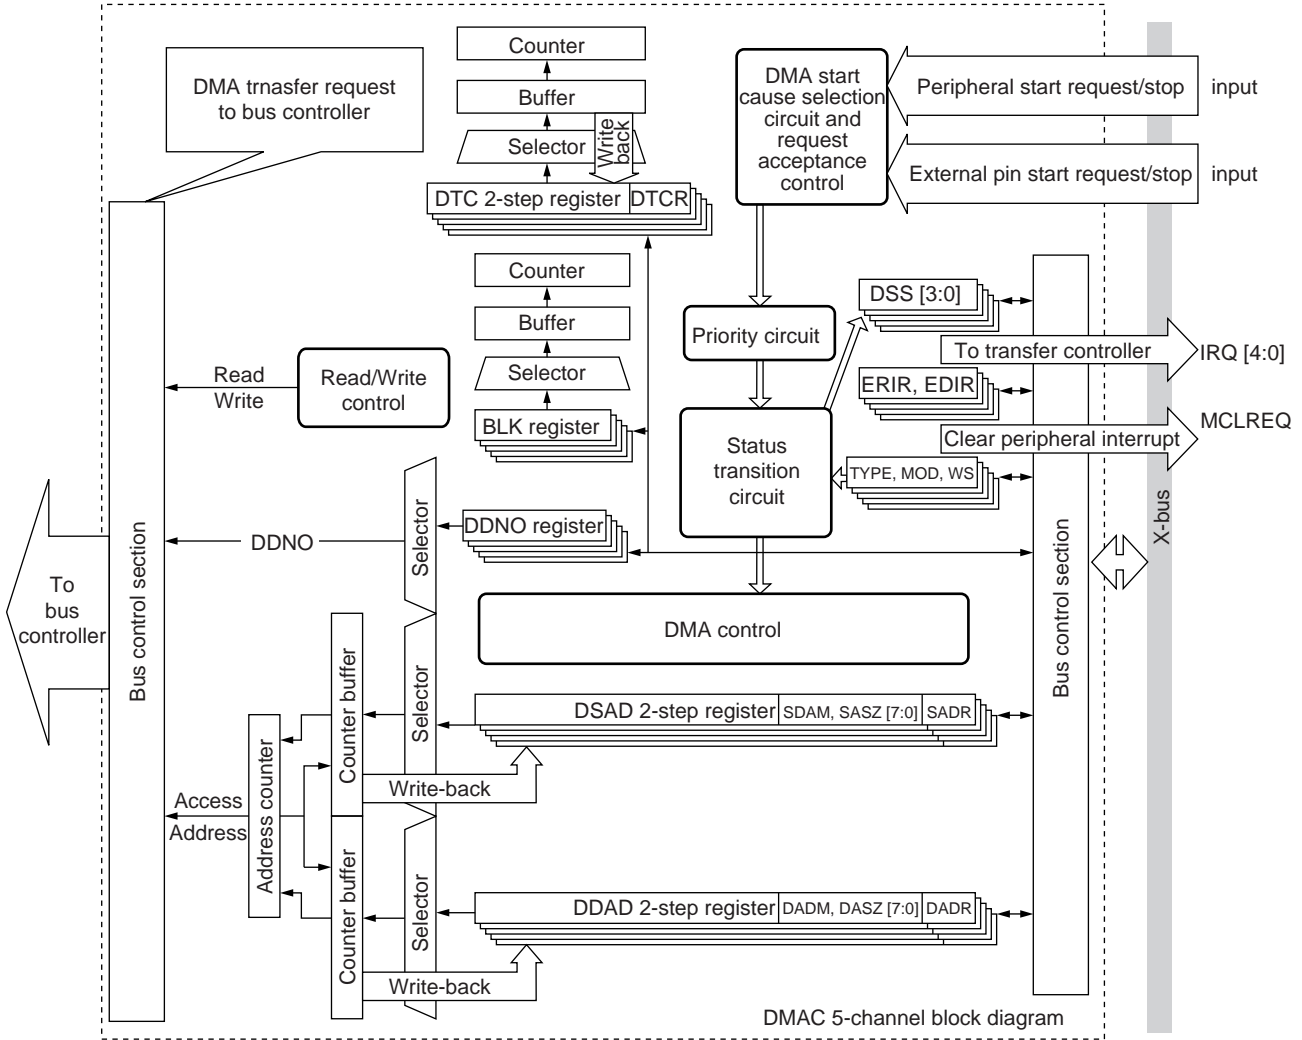 Counter
Buffer
Selector
Write
back
DTC 2-step register
DTCR
DMA trnasfer request
to bus controller
DMA start
cause selection
circuit and
request
acceptance
control
Peripheral start request/stop
input
External pin start request/stop
input
Counter
Buffer
Selector
BLK register
Priority circuit
DSS [3:0]
To transfer controller
IRQ [4:0]
ERIR, EDIR
MCLREQ
Clear peripheral interrupt
TYPE, MOD, WS
Status
transition
circuit
Read
Write
Read/Write
control
X-bus
Selector
DDNO register
DDNO
Bus control section
Bus control section
To
bus
controller
DMA control
Counter buffer
Selector
DSAD 2-step register
SDAM, SASZ [7:0]
SADR
Write-back
Access
Address
Address counter
Counter buffer
Selector
DDAD 2-step register
DADM, DASZ [7:0]
DADR
Write-back
DMAC 5-channel block diagram